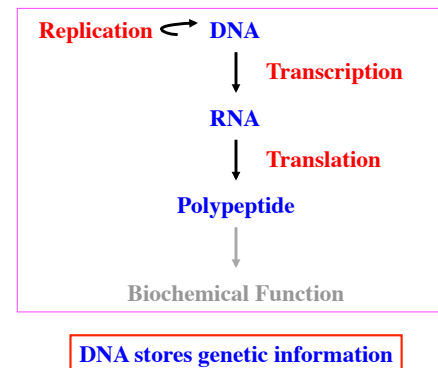 Replication DNA
Transcription
RNA
Translation
Polypeptide
Biochemical Function
DNA stores genetic information